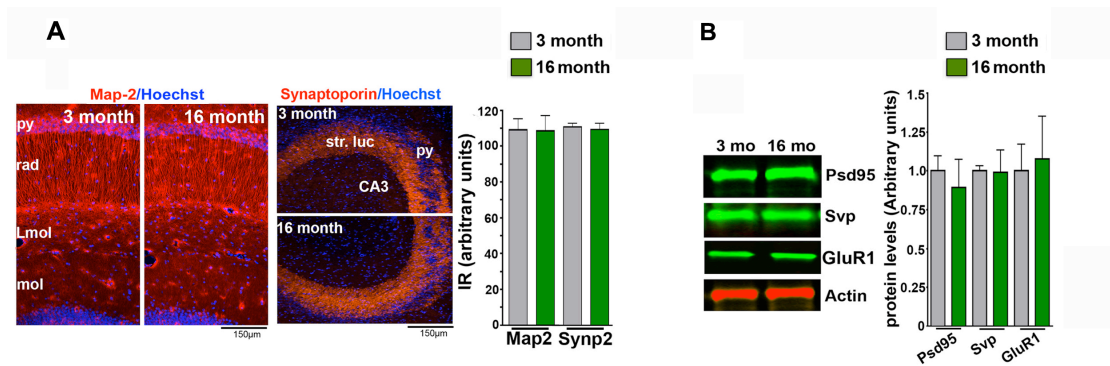 A
3 month
16 month
Map-2/Hoechst
3 month
16 month
py
rad
Lmol
mol
150µm
Synaptoporin/Hoechst
3 month
str. luc
py
CA3
16 month
150µm
IR (arbitrary units)
120
100
80
60
40
20
0
Map2
Synp2
B
3 month
16 month
3 mo
16 mo
Psd95
Svp
GluR1
Actin
protein levels (Arbitrary units)
1.5
1.25
1.0
0.75
0.5
0.25
0
Psd95
Svp
GluR1